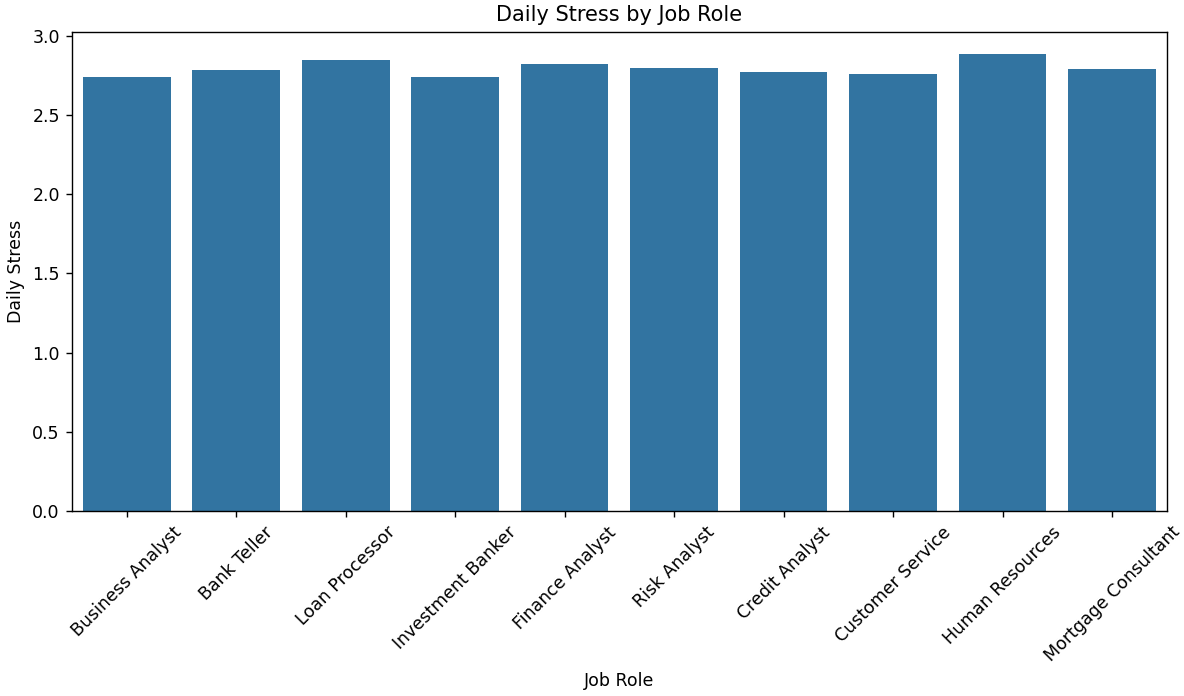 Daily Stress by Job Role
3.0
2.5
2.0
1.5
1.0
0.5
0.0
Daily Stress
Business Analyst
Bank Teller
Loan Processor
Investment Banker
Finance Analyst
Risk Analyst
Credit Analyst
Customer Service
Human Resources
Mortgage Consultant
Job Role